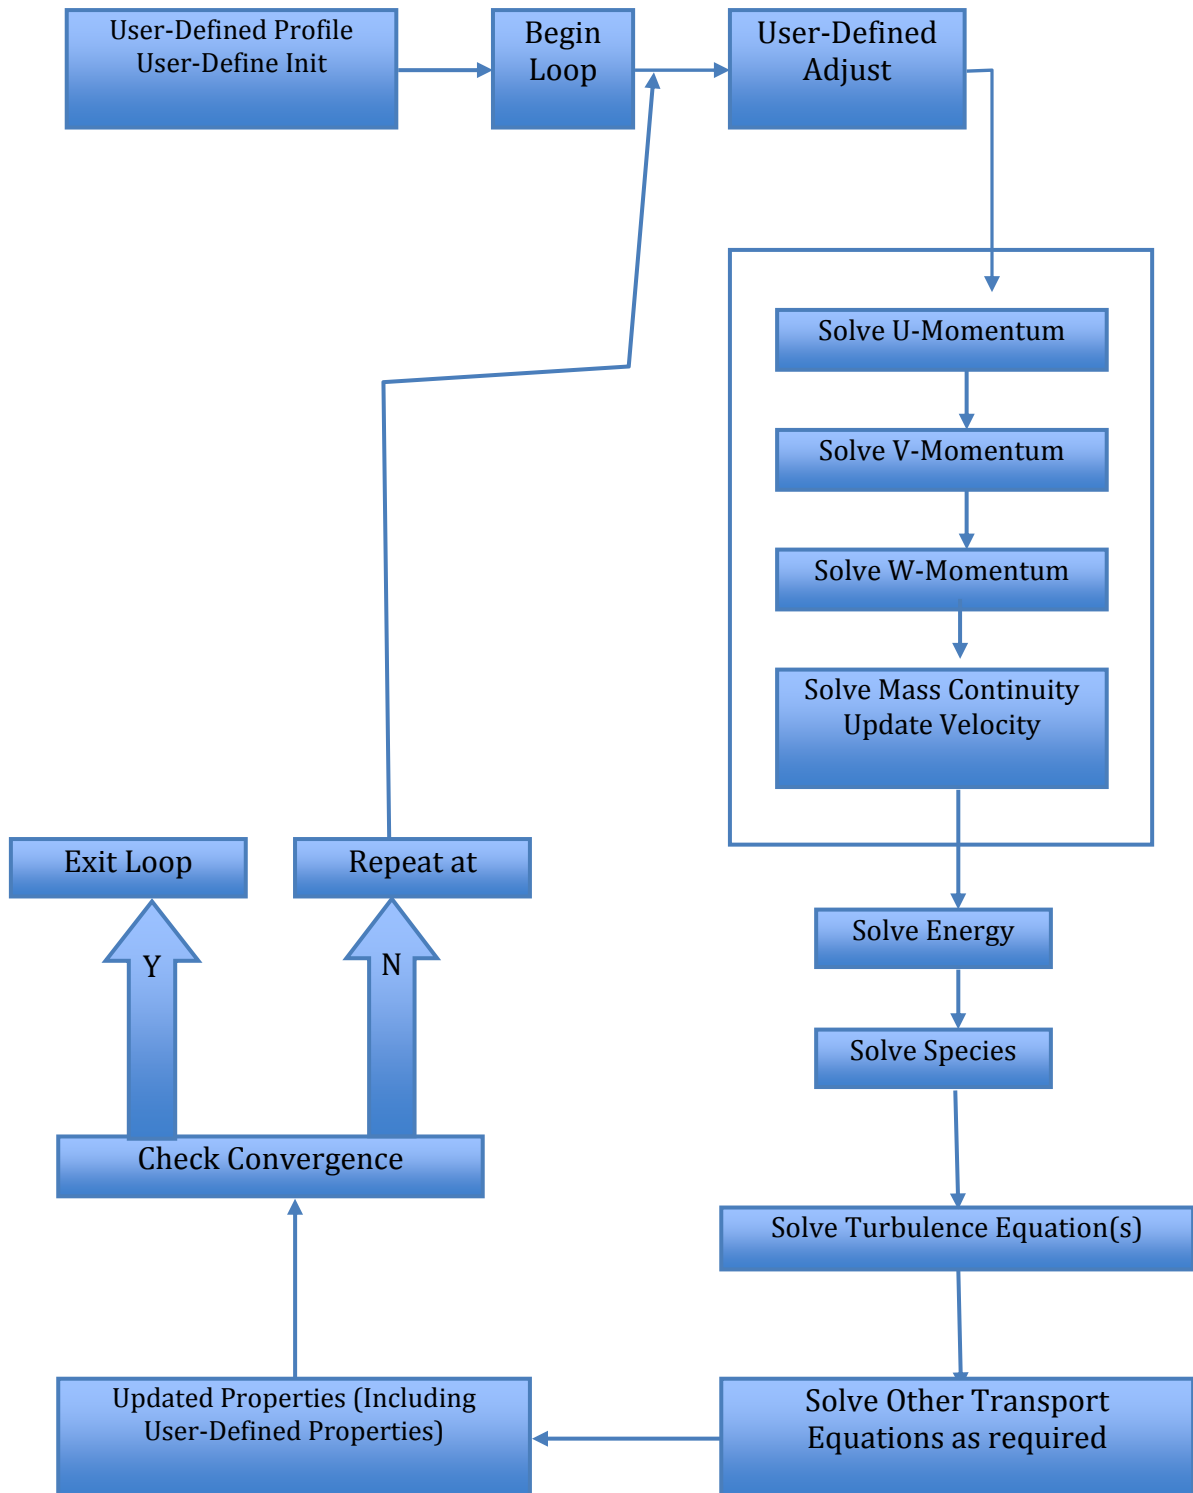 User-Defined Profile
User-Define Init
Begin
Loop
User-Defined
Adjust
Solve U-Momentum
Solve V-Momentum
Solve W-Momentum
Solve Mass Continuity
Update Velocity
Exit Loop
Repeat at
Solve Energy
Y
N
Solve Species
Check Convergence
Solve Turbulence Equation(s)
Updated Properties (Including
User-Defined Properties)
Solve Other Transport
Equations as required